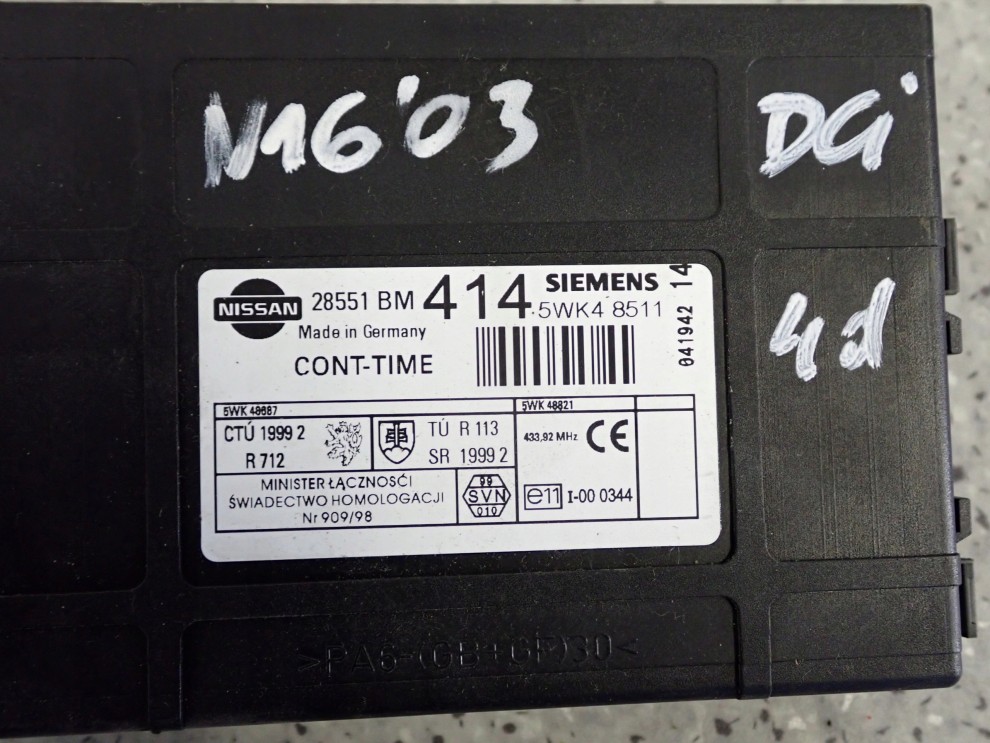 N16'03
DCi
4d
NISSAN
28551 BM 414
SIEMENS
5WK4 8511
Made in Germany
CONT-TIME
041942 14
5WK 48687
5WK 48821
CTÚ 1999 2
R 712
TÚ R 113
SR 1999 2
433,92 MHz CE
MINISTER ŁĄCZNOŚCI
ŚWIADECTWO HOMOLOGACJI
Nr 909/98
99
SVN
010
e11 I-00 0344
>PA6-(GB+GF)30<